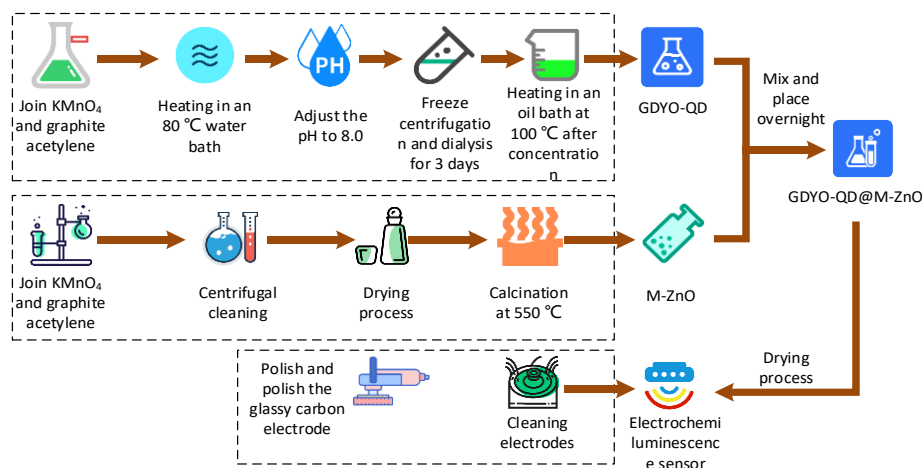 Join KMnO₄
and graphite
acetylene
Heating in an
80 ℃ water
bath
PH
Adjust the
pH to 8.0
Freeze
centrifugatio
n and dialysis
for 3 days
Heating in an
oil bath at
100 ℃ after
concentratio
n
GDYO-QD
Mix and
place
overnight
GDYO-QD@M-ZnO
Join KMnO₄
and graphite
acetylene
Centrifugal
cleaning
Drying
process
Calcination
at 550 ℃
M-ZnO
Polish and
polish the
glassy carbon
electrode
Cleaning
electrodes
Electrochemi
luminescenc
e sensor
Drying
process